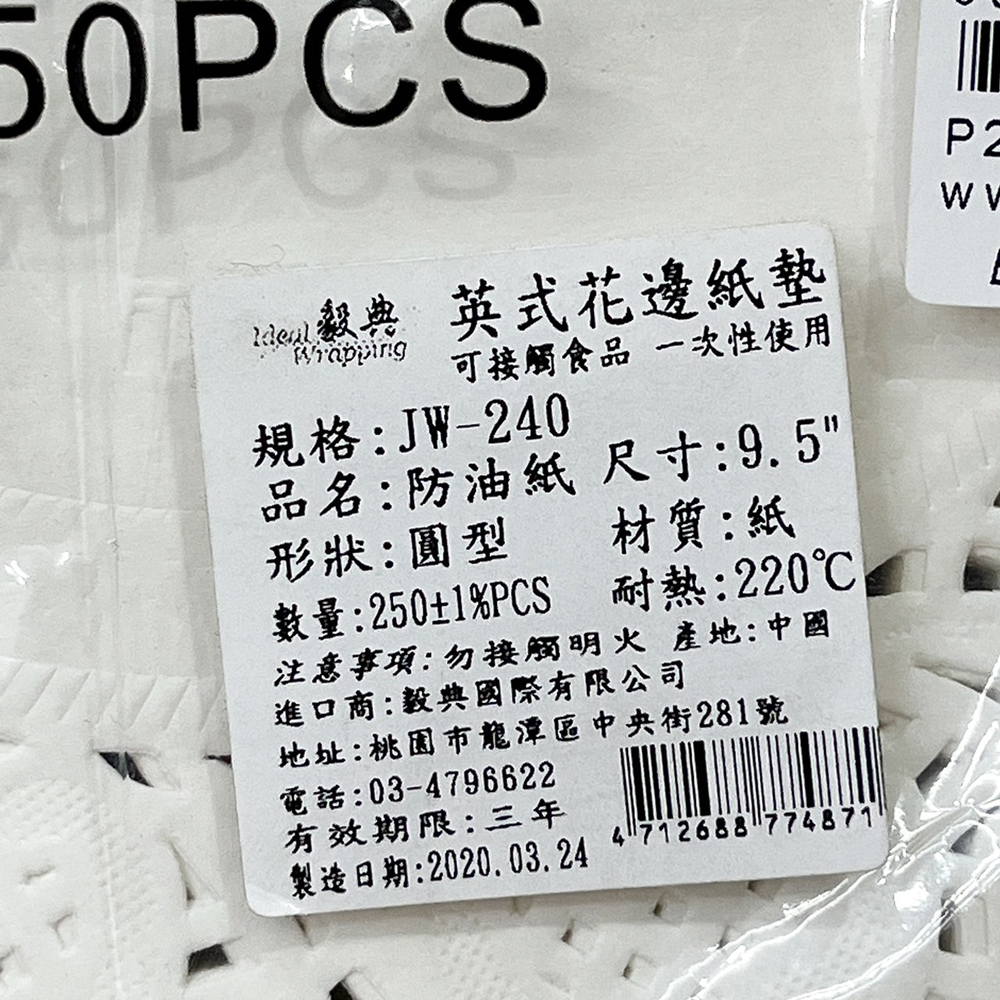 50PCS
P2
Ideal 毅典
Wrapping
英式花邊紙墊
可接觸食品 一次性使用
規格:JW-240
品名:防油紙 尺寸:9.5"
形狀:圓型 材質:紙
數量:250±1%PCS 耐熱:220℃
注意事項:勿接觸明火 產地:中國
進口商:毅典國際有限公司
地址:桃園市龍潭區中央街281號
電話:03-4796622
有效期限:三年
製造日期:2020.03.24
4 712688 774871